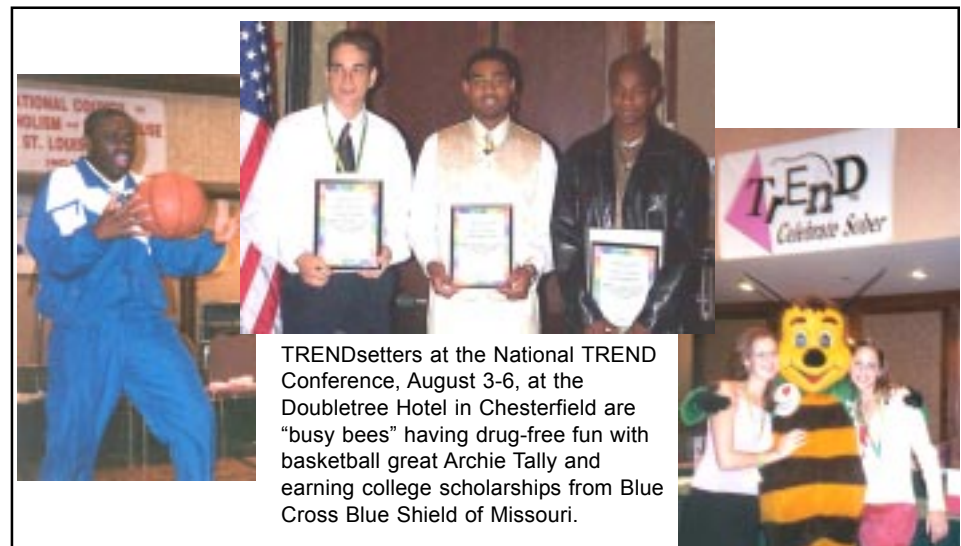 NATIONAL COUNCIL
ST. LOUIS
TREND
Celebrate Sober
TRENDsetters at the National TREND
Conference, August 3-6, at the
Doubletree Hotel in Chesterfield are
“busy bees” having drug-free fun with
basketball great Archie Tally and
earning college scholarships from Blue
Cross Blue Shield of Missouri.